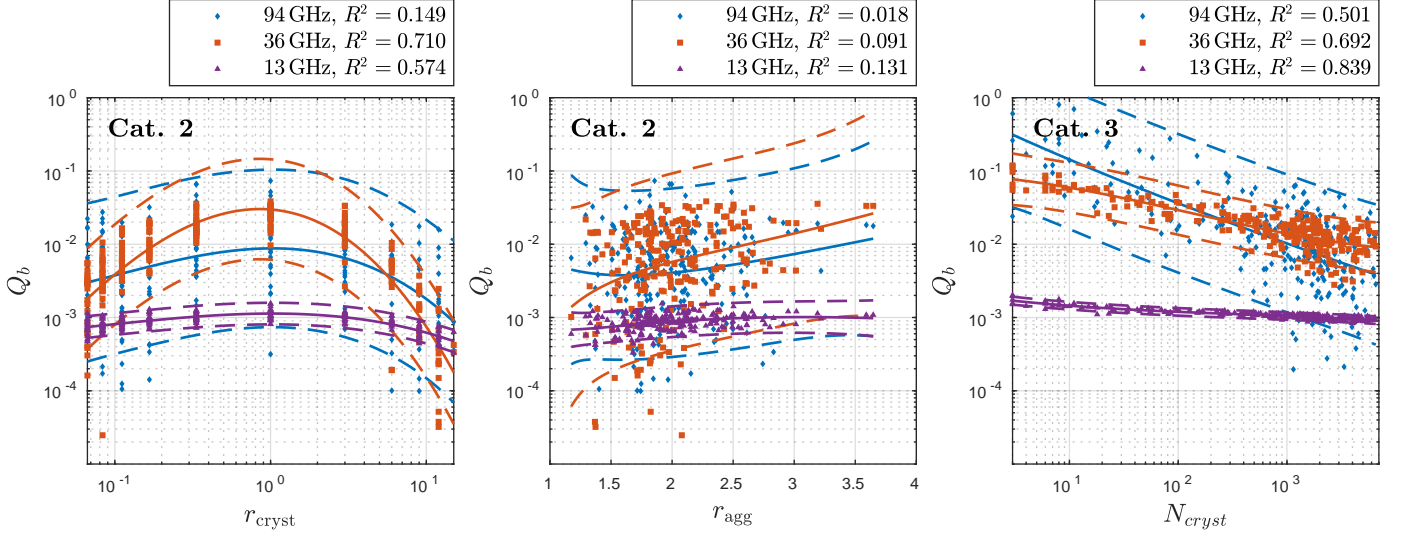 94 GHz, R² = 0.149
36 GHz, R² = 0.710
13 GHz, R² = 0.574
10⁰
10⁻¹
10⁻²
10⁻³
10⁻⁴
Q_b
Cat. 2
10⁻¹ 10⁰ 10¹
r_cryst
94 GHz, R² = 0.018
36 GHz, R² = 0.091
13 GHz, R² = 0.131
10⁰
10⁻¹
10⁻²
10⁻³
10⁻⁴
Q_b
Cat. 2
1 1.5 2 2.5 3 3.5 4
r_agg
94 GHz, R² = 0.501
36 GHz, R² = 0.692
13 GHz, R² = 0.839
10⁰
10⁻¹
10⁻²
10⁻³
10⁻⁴
Q_b
Cat. 3
10¹ 10² 10³
N_cryst